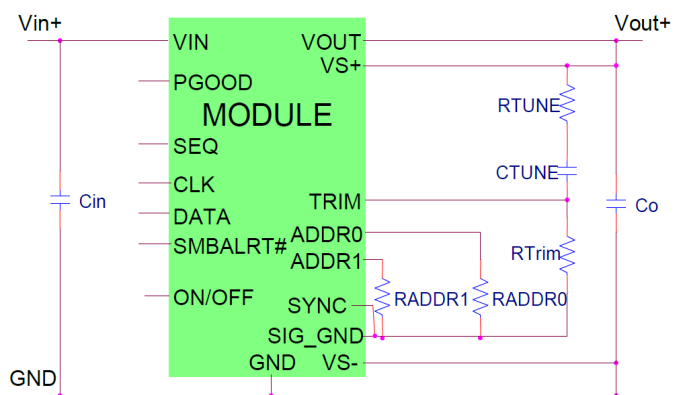 Vin+
Vout+
VIN
VOUT
VS+
PGOOD
RTUNE
MODULE
SEQ
CTUNE
CLK
Cin
TRIM
Co
DATA
ADDR0
SMBALRT#
RTrim
ADDR1
ON/OFF
RADDR1
RADDR0
SYNC
SIG_GND
GND
VS-
GND